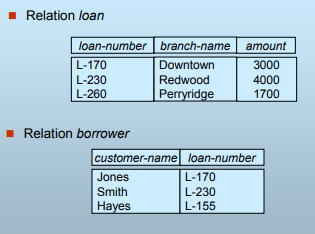 Relation loan
loan-number branch-name amount
L-170 Downtown 3000
L-230 Redwood 4000
L-260 Perryridge 1700
Relation borrower
customer-name loan-number
Jones L-170
Smith L-230
Hayes L-155